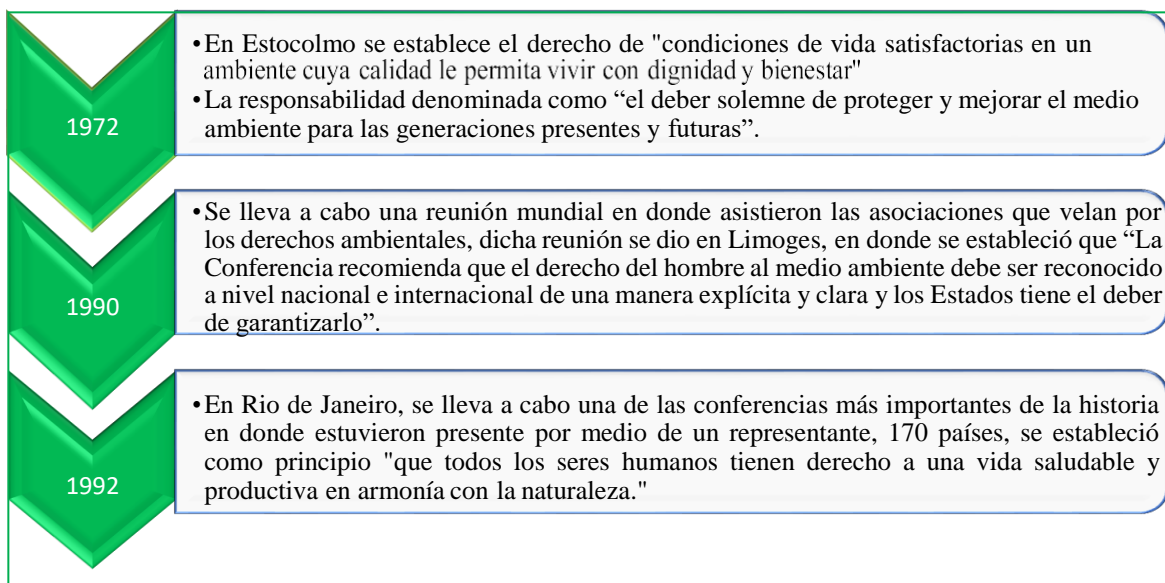 1972
•En Estocolmo se establece el derecho de "condiciones de vida satisfactorias en un
ambiente cuya calidad le permita vivir con dignidad y bienestar"
•La responsabilidad denominada como “el deber solemne de proteger y mejorar el medio
ambiente para las generaciones presentes y futuras”.
1990
•Se lleva a cabo una reunión mundial en donde asistieron las asociaciones que velan por
los derechos ambientales, dicha reunión se dio en Limoges, en donde se estableció que “La
Conferencia recomienda que el derecho del hombre al medio ambiente debe ser reconocido
a nivel nacional e internacional de una manera explícita y clara y los Estados tiene el deber
de garantizarlo”.
1992
•En Rio de Janeiro, se lleva a cabo una de las conferencias más importantes de la historia
en donde estuvieron presente por medio de un representante, 170 países, se estableció
como principio "que todos los seres humanos tienen derecho a una vida saludable y
productiva en armonía con la naturaleza."